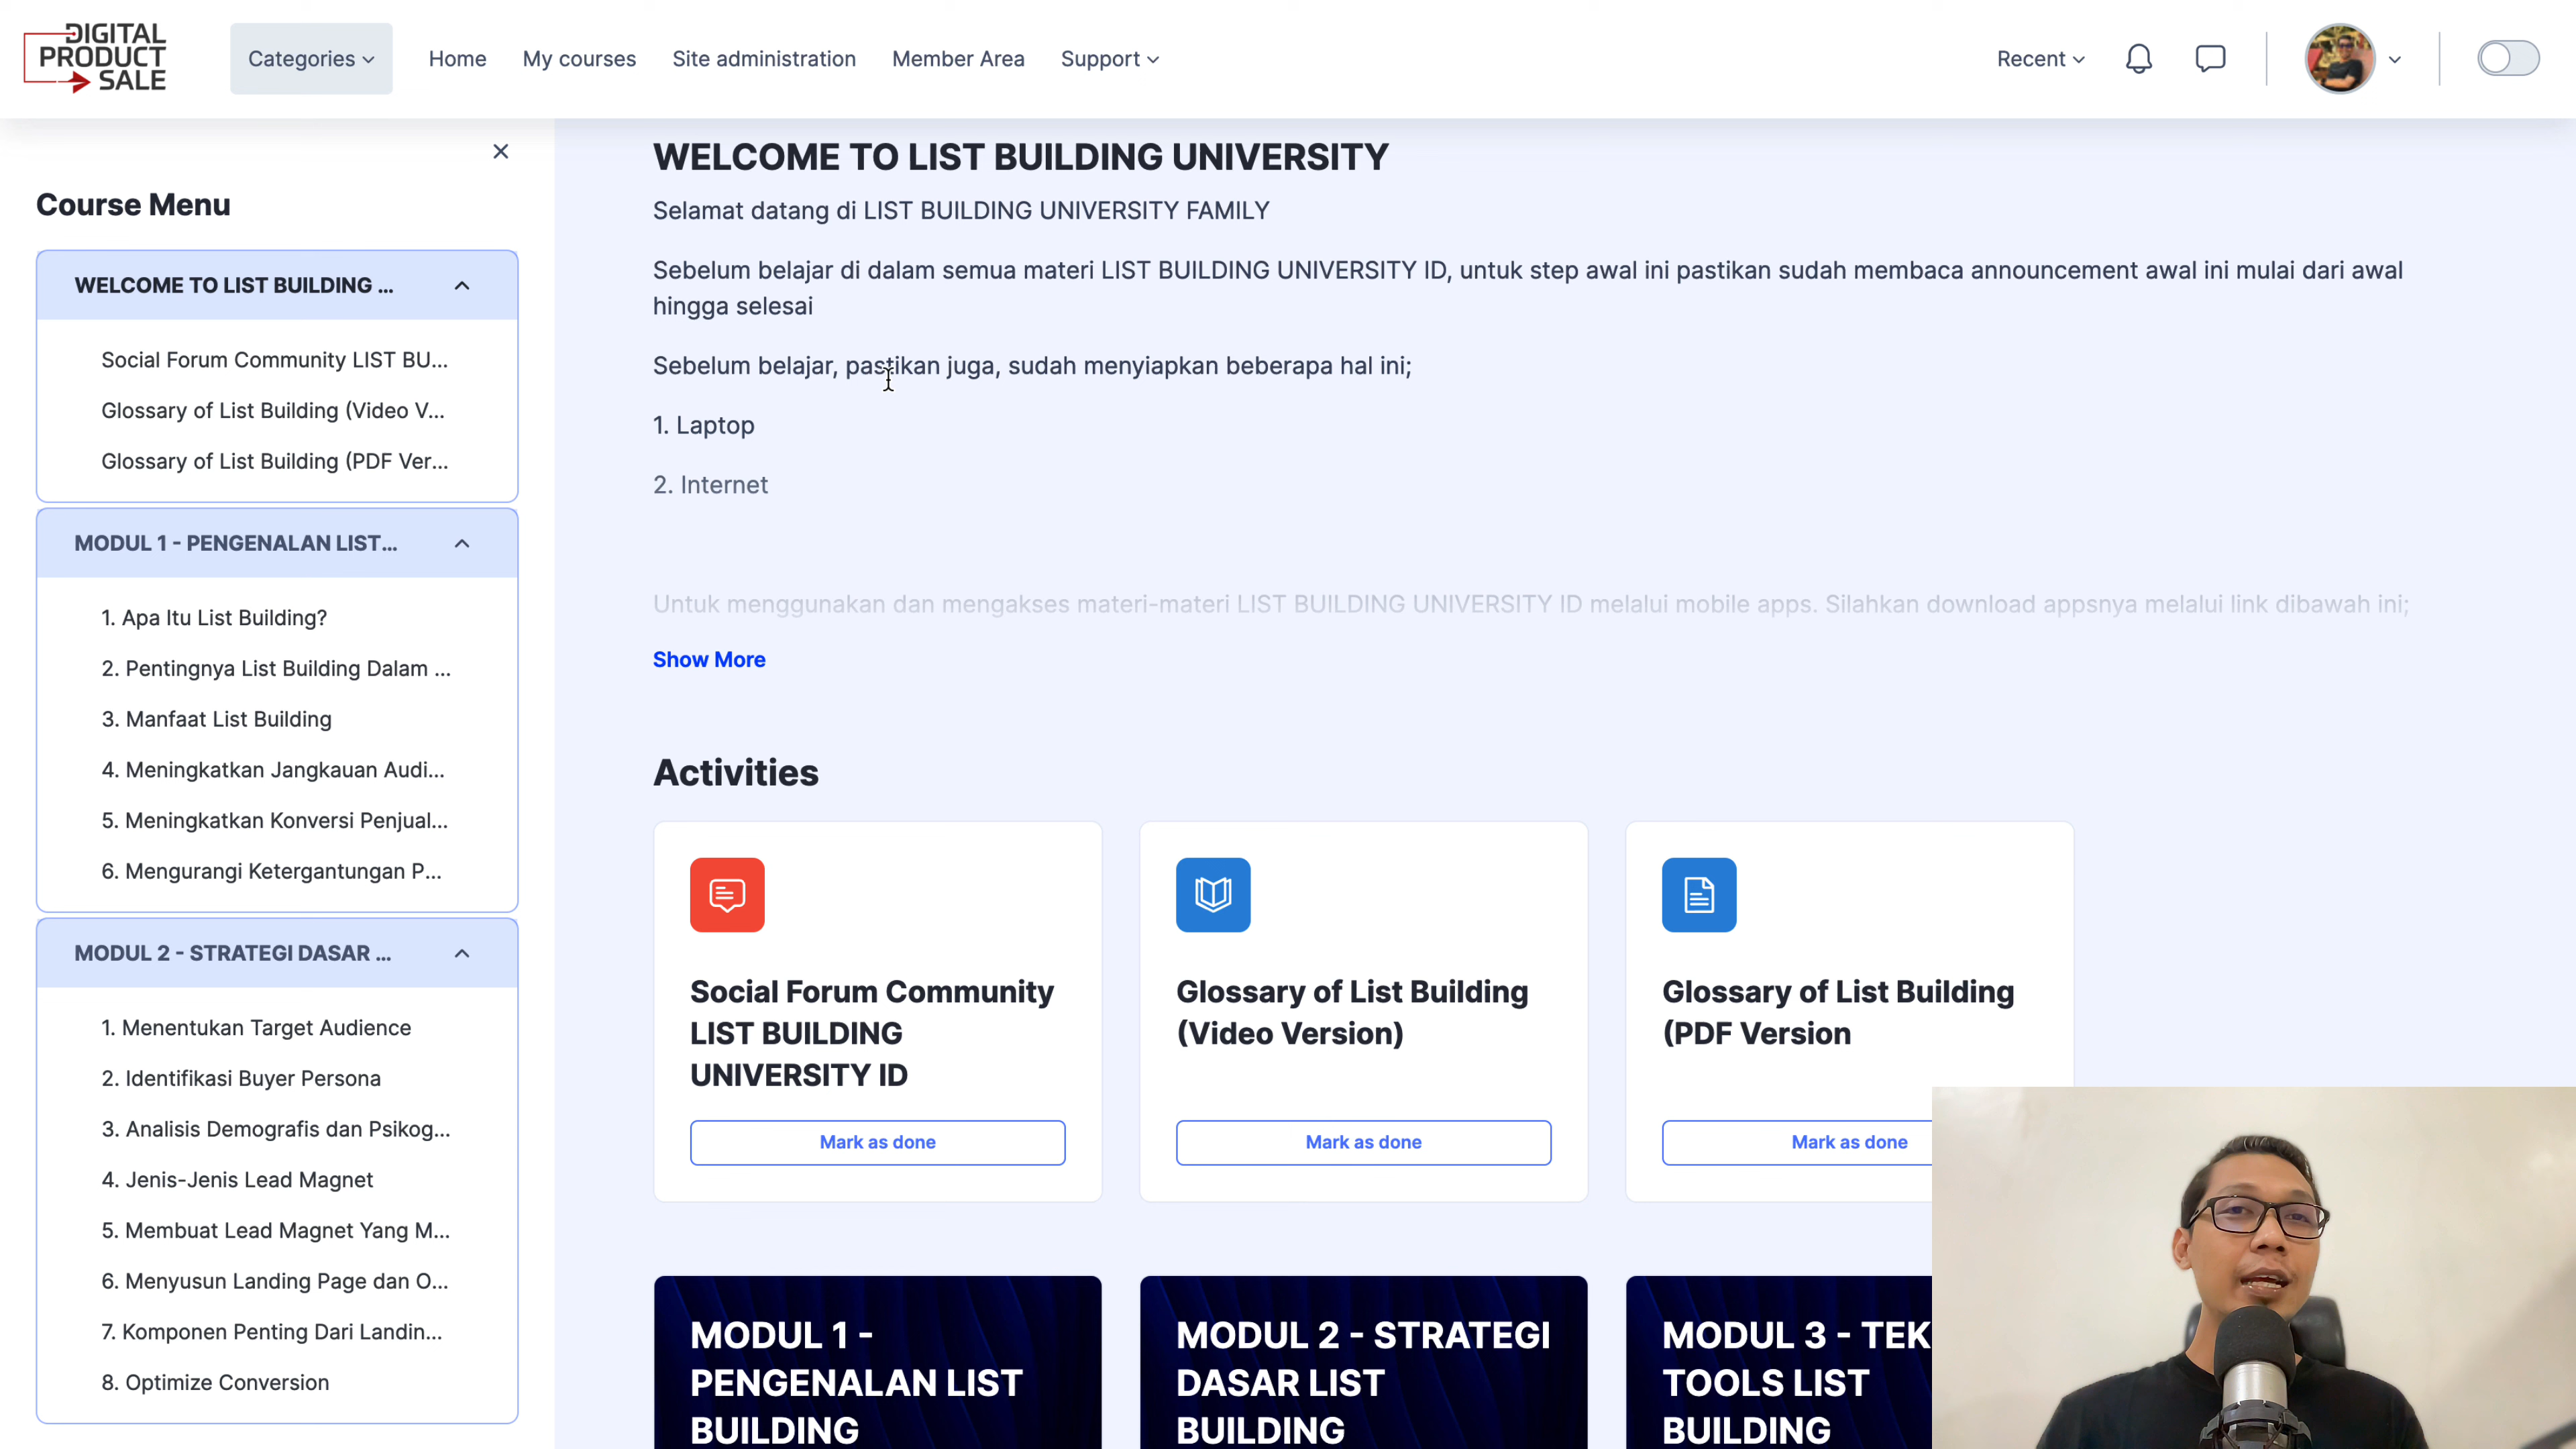 DIGITAL
PRODUCT
SALE
Categories
Home
My courses
Site administration
Member Area
Support
Recent
Course Menu
WELCOME TO LIST BUILDING ...
Social Forum Community LIST BU...
Glossary of List Building (Video V...
Glossary of List Building (PDF Ver...
MODUL 1 - PENGENALAN LIST...
1. Apa Itu List Building?
2. Pentingnya List Building Dalam ...
3. Manfaat List Building
4. Meningkatkan Jangkauan Audi...
5. Meningkatkan Konversi Penjual...
6. Mengurangi Ketergantungan P...
MODUL 2 - STRATEGI DASAR ...
1. Menentukan Target Audience
2. Identifikasi Buyer Persona
3. Analisis Demografis dan Psikog...
4. Jenis-Jenis Lead Magnet
5. Membuat Lead Magnet Yang M...
6. Menyusun Landing Page dan O...
7. Komponen Penting Dari Landin...
8. Optimize Conversion
WELCOME TO LIST BUILDING UNIVERSITY
Selamat datang di LIST BUILDING UNIVERSITY FAMILY
Sebelum belajar di dalam semua materi LIST BUILDING UNIVERSITY ID, untuk step awal ini pastikan sudah membaca announcement awal ini mulai dari awal
hingga selesai
Sebelum belajar, pastikan juga, sudah menyiapkan beberapa hal ini;
1. Laptop
2. Internet
Untuk menggunakan dan mengakses materi-materi LIST BUILDING UNIVERSITY ID melalui mobile apps. Silahkan download appsnya melalui link dibawah ini;
Show More
Activities
Social Forum Community
LIST BUILDING
UNIVERSITY ID
Mark as done
Glossary of List Building
(Video Version)
Mark as done
Glossary of List Building
(PDF Version
Mark as done
MODUL 1 -
PENGENALAN LIST
BUILDING
MODUL 2 - STRATEGI
DASAR LIST
BUILDING
MODUL 3 - TEK
TOOLS LIST
BUILDING